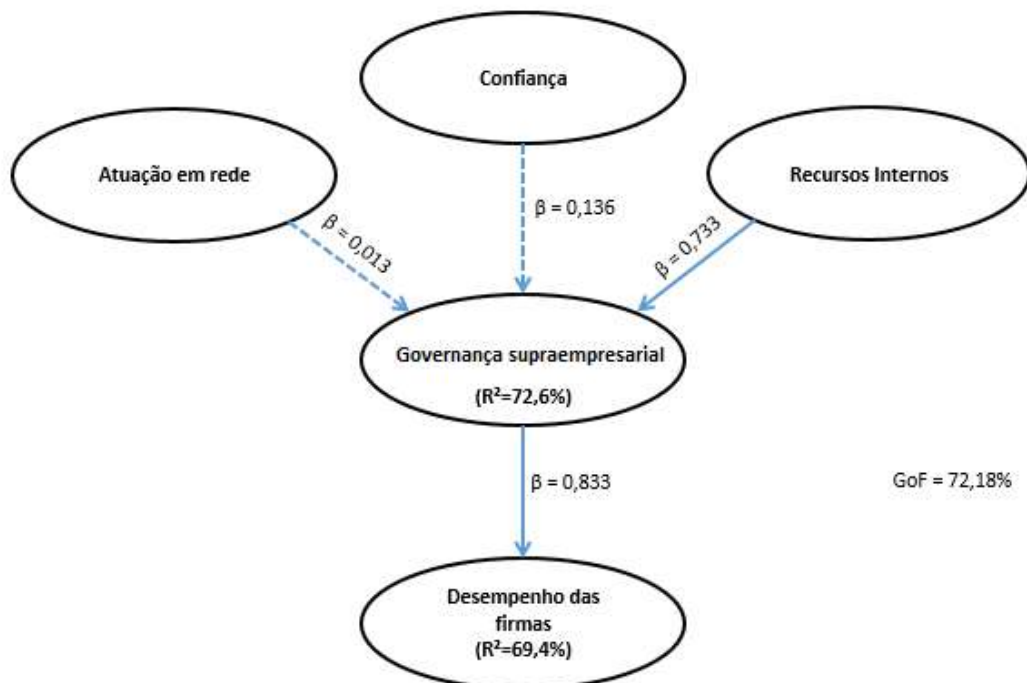 Confiança
Atuação em rede
Recursos Internos
β = 0,013
β = 0,136
β = 0,733
Governança supraempresarial
(R²=72,6%)
β = 0,833
GoF = 72,18%
Desempenho das
firmas
(R²=69,4%)